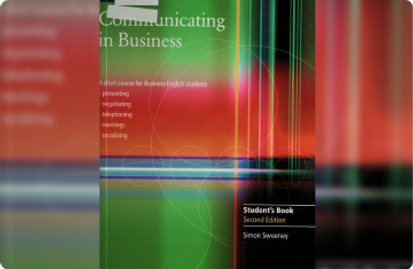 Communicating
in Business
A short course for Business English students
- presenting
- negotiating
- telephoning
- meetings
- socializing
Student's Book
Second Edition
Simon Sweeney